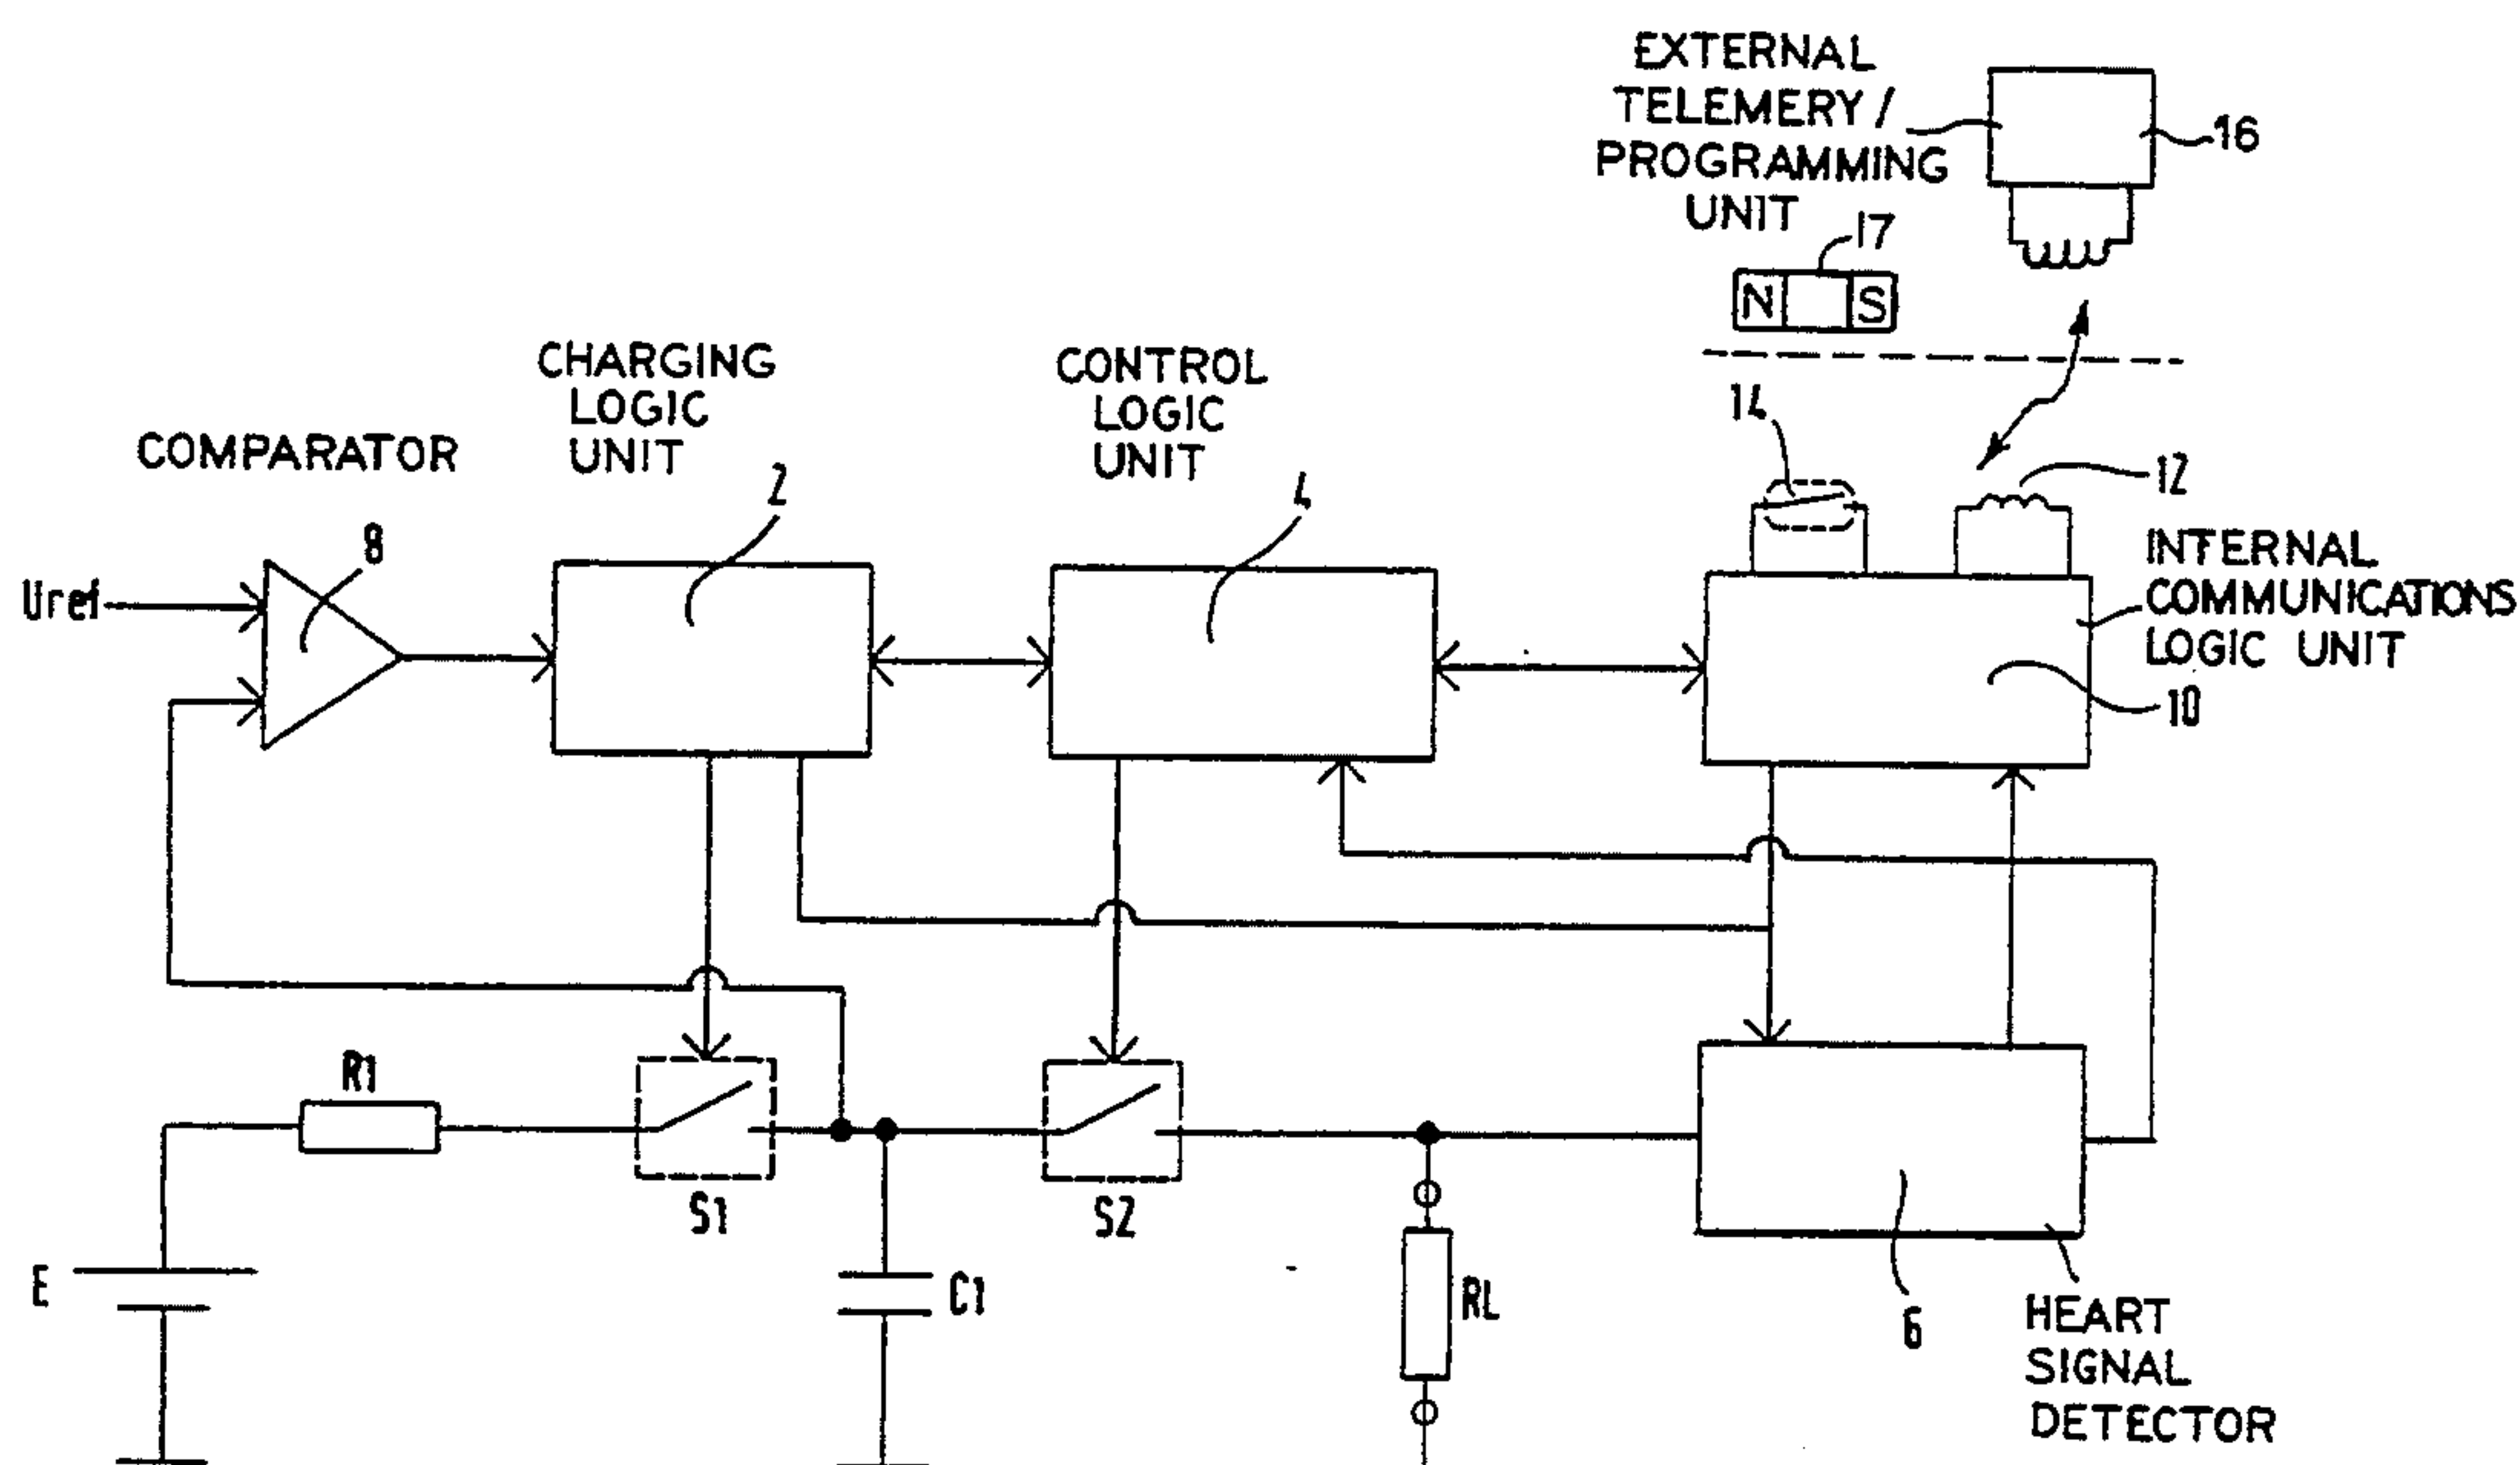 EXTERNAL
TELEMERY /
PROGRAMMING
UNIT
16
17
N S
CHARGING
LOGIC
UNIT
CONTROL
LOGIC
UNIT
14
COMPARATOR
2
4
12
8
INTERNAL
COMMUNICATIONS
LOGIC UNIT
Uref
10
R1
S1
S2
E
C1
RL
6
HEART
SIGNAL
DETECTOR